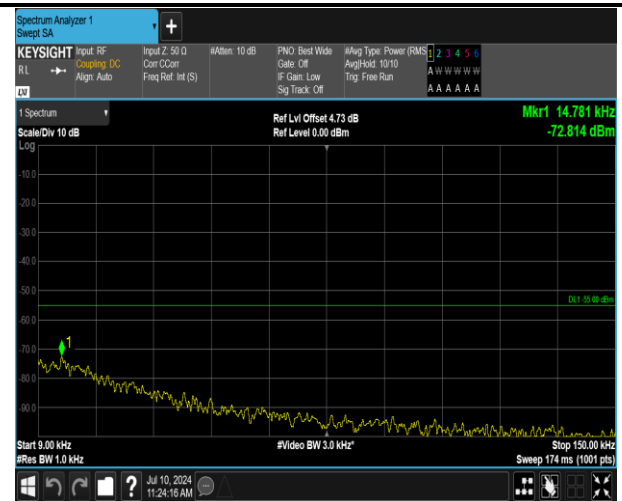 Spectrum Analyzer 1
Swept SA
+
KEYSIGHT
RL
LXI
Input: RF
Coupling: DC
Align: Auto
Input Z: 50 Ω
Corr CCorr
Freq Ref: Int (S)
#Atten: 10 dB
PNO: Best Wide
Gate: Off
IF Gain: Low
Sig Track: Off
#Avg Type: Power (RMS
Avg|Hold: 10/10
Trig: Free Run
1 2 3 4 5 6
A W W W W W
A A A A A A
1 Spectrum
Scale/Div 10 dB
Ref Lvl Offset 4.73 dB
Ref Level 0.00 dBm
Mkr1 14.781 kHz
-72.814 dBm
Log
-10.0
-20.0
-30.0
-40.0
-50.0
DL1 -55.00 dBm
-60.0
1
-70.0
-80.0
-90.0
Start 9.00 kHz
#Video BW 3.0 kHz*
Stop 150.00 kHz
#Res BW 1.0 kHz
Sweep 174 ms (1001 pts)
?
Jul 10, 2024
11:24:16 AM